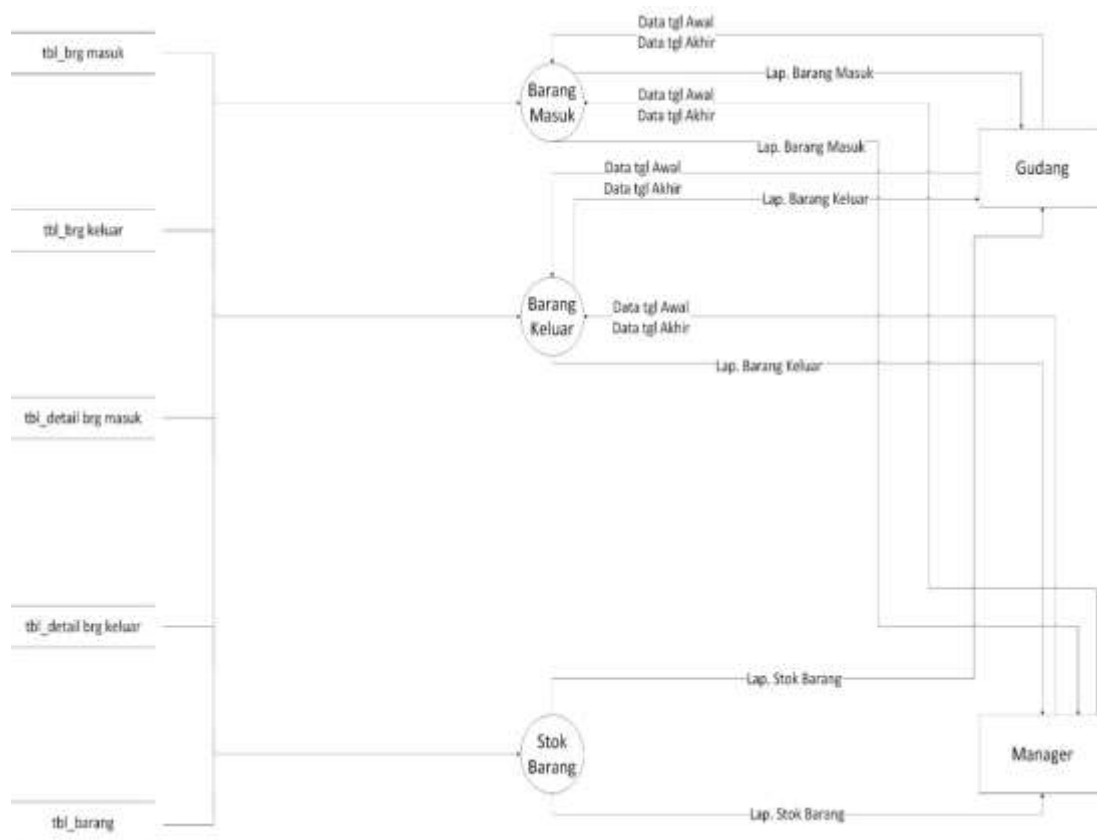 Data tgl Awal
Data tgl Akhir
tbl_brg masuk
Lap. Barang Masuk
Barang
Masuk
Data tgl Awal
Data tgl Akhir
Lap. Barang Masuk
Gudang
Data tgl Awal
Data tgl Akhir
Lap. Barang Keluar
tbl_brg keluar
Barang
Keluar
Data tgl Awal
Data tgl Akhir
Lap. Barang Keluar
tbl_detail brg masuk
tbl_detail brg keluar
Lap. Stok Barang
Stok
Barang
Manager
Lap. Stok Barang
tbl_barang